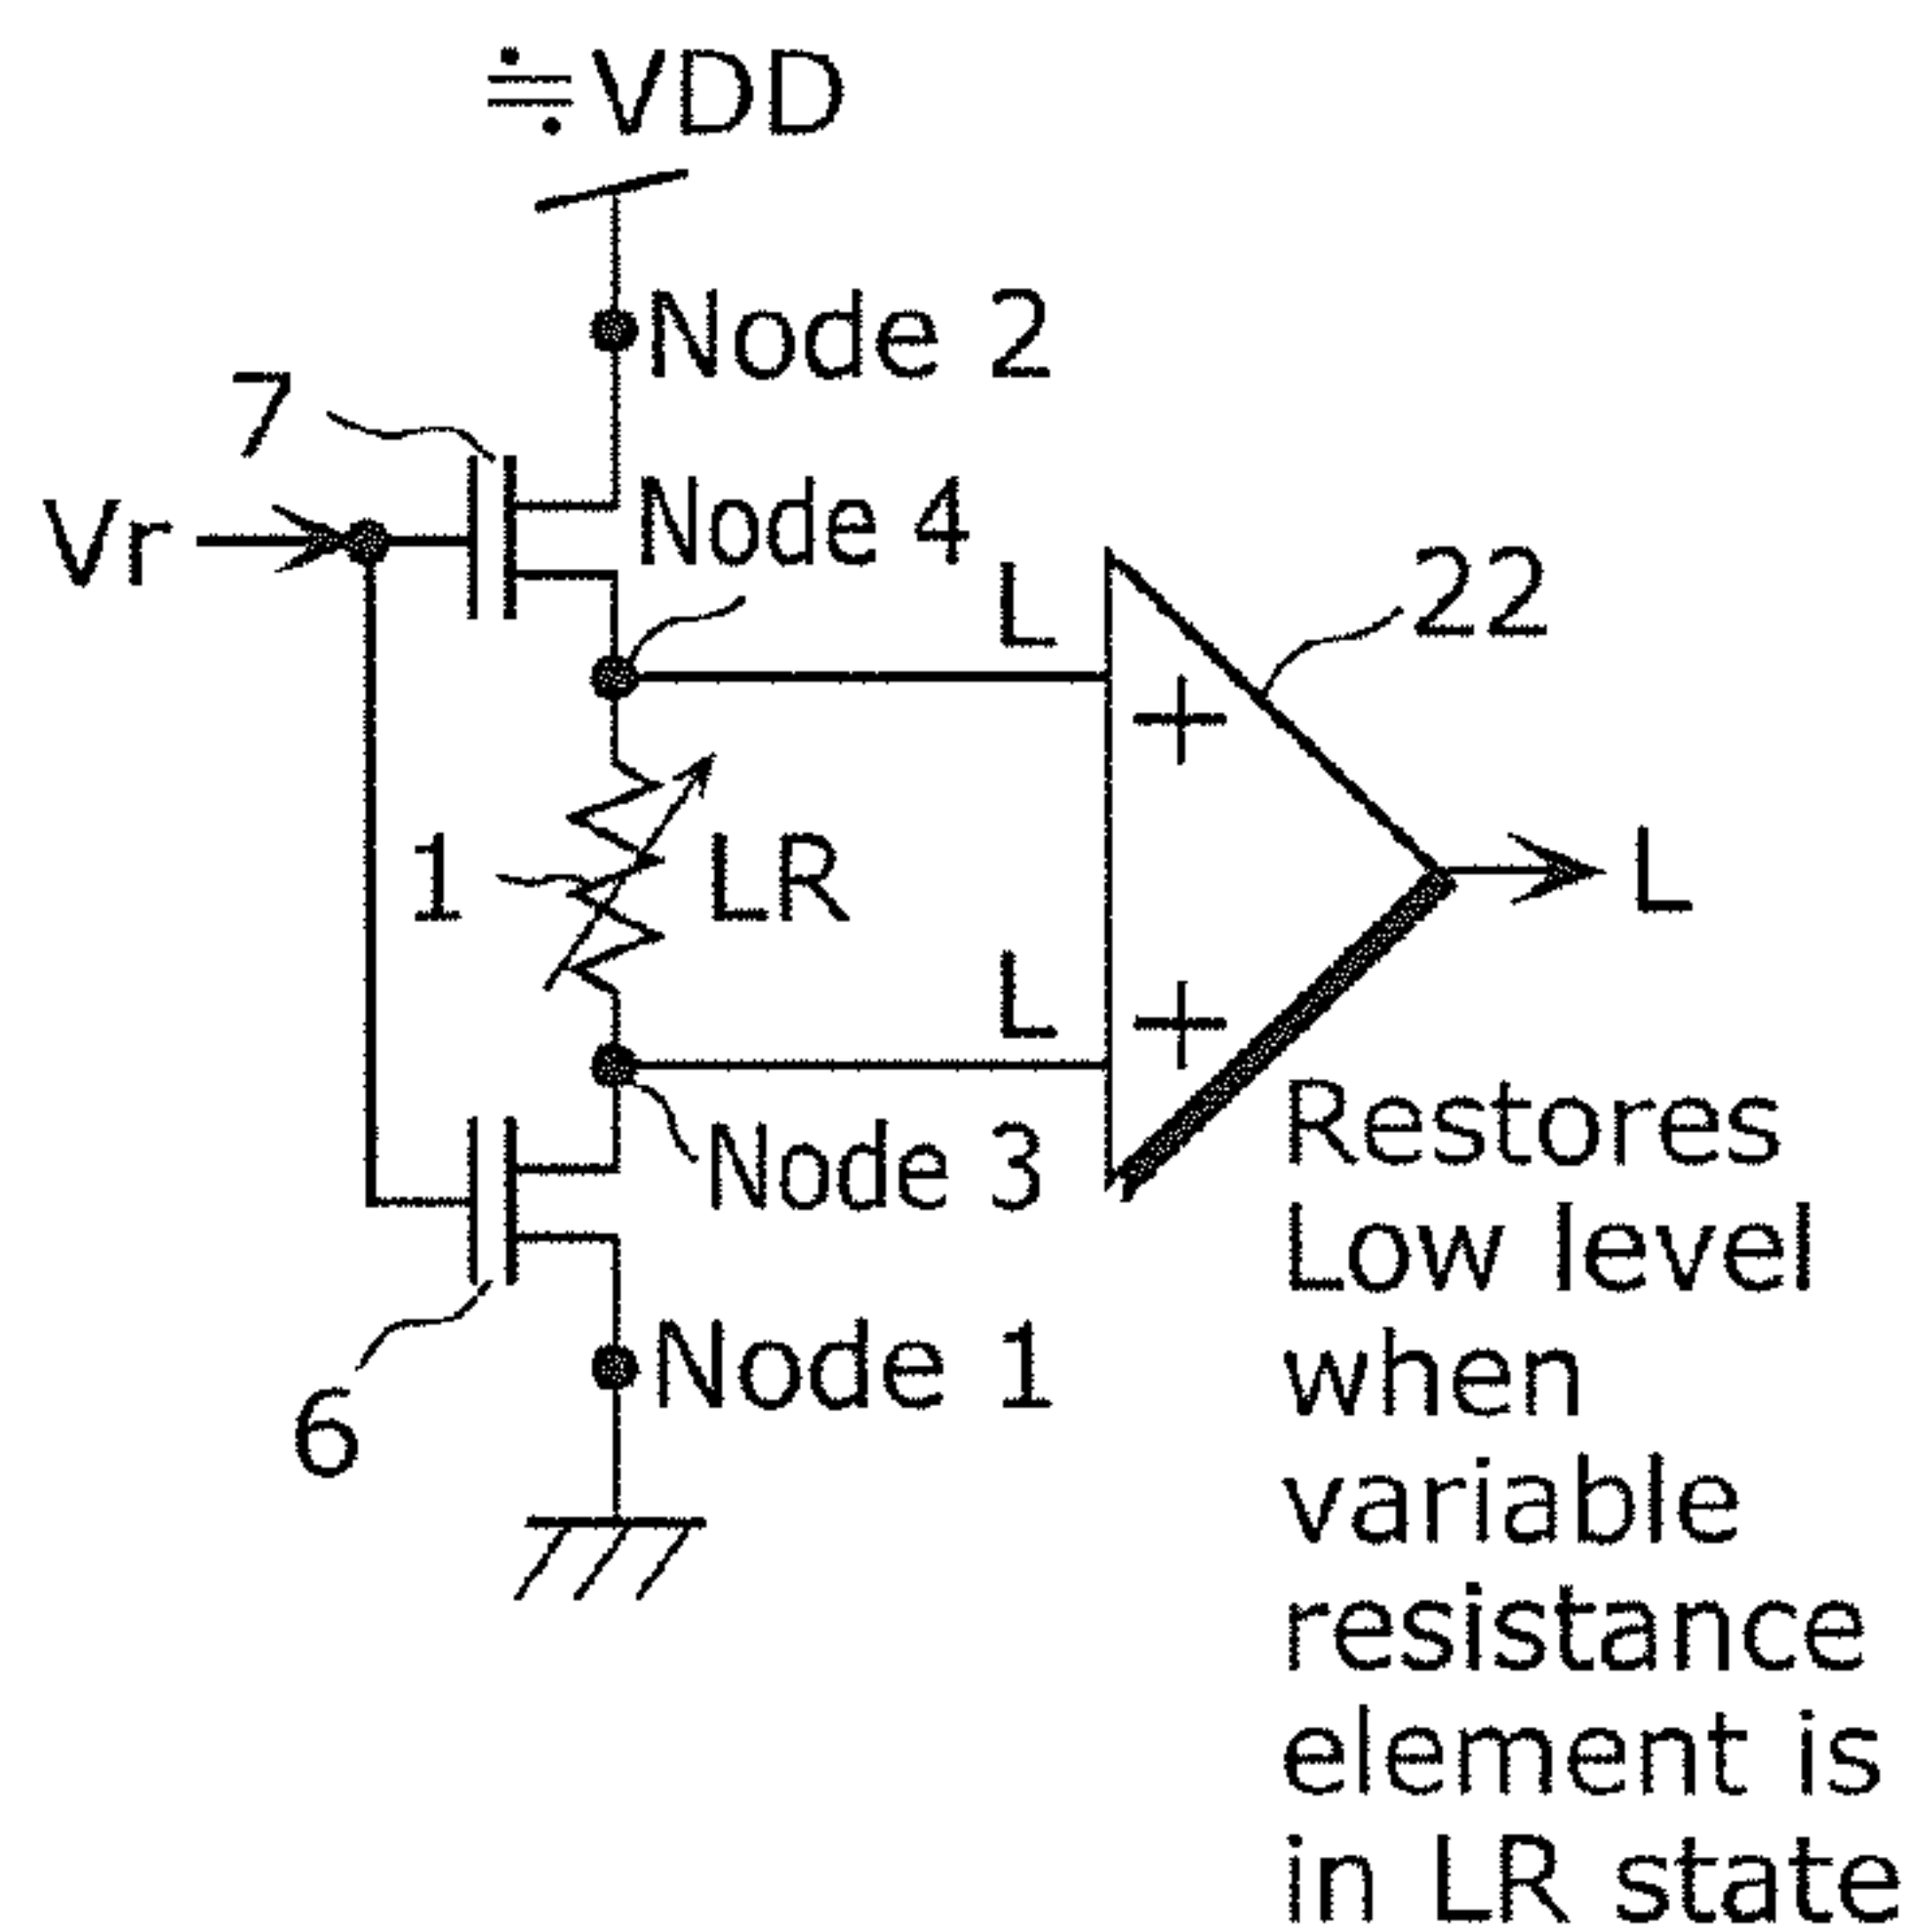 ≒VDD
Node 2
7
Node 4
Vr
L
22
+
1
LR
L
L
+
Node 3
6
Node 1
Restores
Low level
when
variable
resistance
element is
in LR state